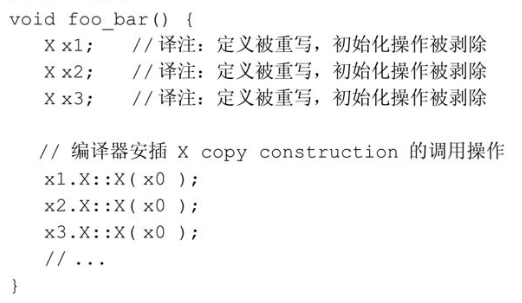 void foo_bar() {
X x1; //译注：定义被重写，初始化操作被剥除
X x2; //译注：定义被重写，初始化操作被剥除
X x3; //译注：定义被重写，初始化操作被剥除
// 编译器安插 X copy construction 的调用操作
x1.X::X( x0 );
x2.X::X( x0 );
x3.X::X( x0 );
// ...
}